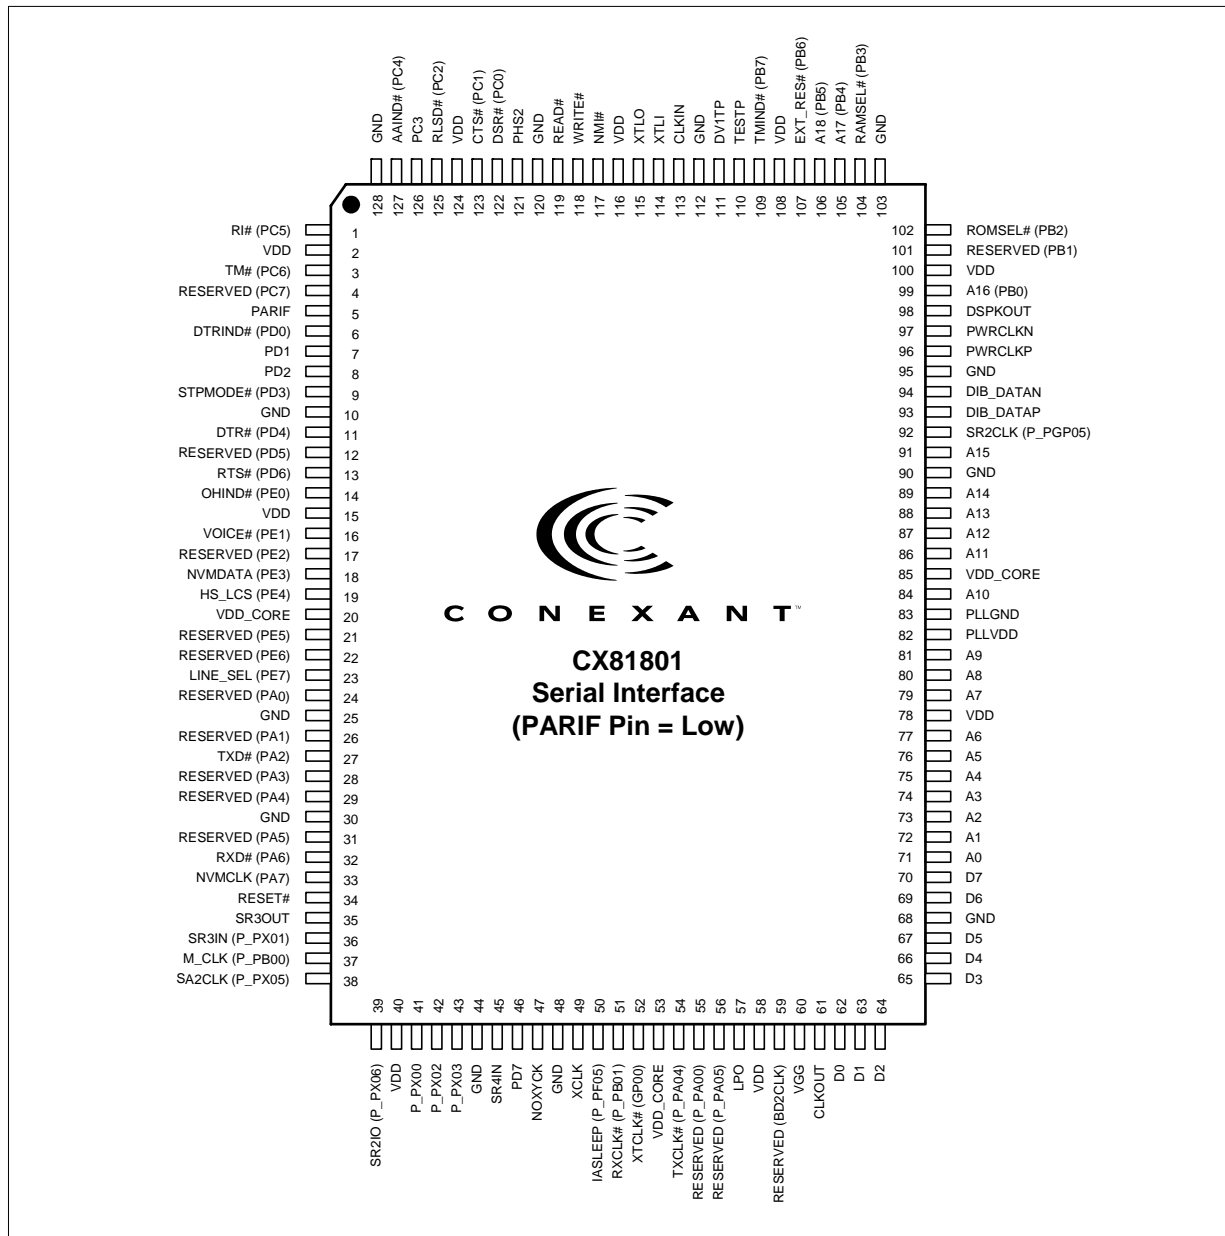 GND
AAIND# (PC4)
PC3
RLSD# (PC2)
VDD
CTS# (PC1)
DSR# (PC0)
PHS2
GND
READ#
WRITE#
NMI#
VDD
XTLO
XTLI
CLKIN
GND
DV1TP
TESTP
TMIND# (PB7)
VDD
EXT_RES# (PB6)
A18 (PB5)
A17 (PB4)
RAMSEL# (PB3)
GND
128
127
126
125
124
123
122
121
120
119
118
117
116
115
114
113
112
111
110
109
108
107
106
105
104
103
RI# (PC5) 1
VDD 2
TM# (PC6) 3
RESERVED (PC7) 4
PARIF 5
DTRIND# (PD0) 6
PD1 7
PD2 8
STPMODE# (PD3) 9
GND 10
DTR# (PD4) 11
RESERVED (PD5) 12
RTS# (PD6) 13
OHIND# (PE0) 14
VDD 15
VOICE# (PE1) 16
RESERVED (PE2) 17
NVMDATA (PE3) 18
HS_LCS (PE4) 19
VDD_CORE 20
RESERVED (PE5) 21
RESERVED (PE6) 22
LINE_SEL (PE7) 23
RESERVED (PA0) 24
GND 25
RESERVED (PA1) 26
TXD# (PA2) 27
RESERVED (PA3) 28
RESERVED (PA4) 29
GND 30
RESERVED (PA5) 31
RXD# (PA6) 32
NVMCLK (PA7) 33
RESET# 34
SR3OUT 35
SR3IN (P_PX01) 36
M_CLK (P_PB00) 37
SA2CLK (P_PX05) 38
CONEXANT™
CX81801
Serial Interface
(PARIF Pin = Low)
102 ROMSEL# (PB2)
101 RESERVED (PB1)
100 VDD
99 A16 (PB0)
98 DSPKOUT
97 PWRCLKN
96 PWRCLKP
95 GND
94 DIB_DATAN
93 DIB_DATAP
92 SR2CLK (P_PGP05)
91 A15
90 GND
89 A14
88 A13
87 A12
86 A11
85 VDD_CORE
84 A10
83 PLLGND
82 PLLVDD
81 A9
80 A8
79 A7
78 VDD
77 A6
76 A5
75 A4
74 A3
73 A2
72 A1
71 A0
70 D7
69 D6
68 GND
67 D5
66 D4
65 D3
39
40
41
42
43
44
45
46
47
48
49
50
51
52
53
54
55
56
57
58
59
60
61
62
63
64
SR2IO (P_PX06)
VDD
P_PX00
P_PX02
P_PX03
GND
SR4IN
PD7
NOXYCK
GND
XCLK
IASLEEP (P_PF05)
RXCLK# (P_PB01)
XTCLK# (GP00)
VDD_CORE
TXCLK# (P_PA04)
RESERVED (P_PA00)
RESERVED (P_PA05)
LPO
VDD
RESERVED (BD2CLK)
VGG
CLKOUT
D0
D1
D2